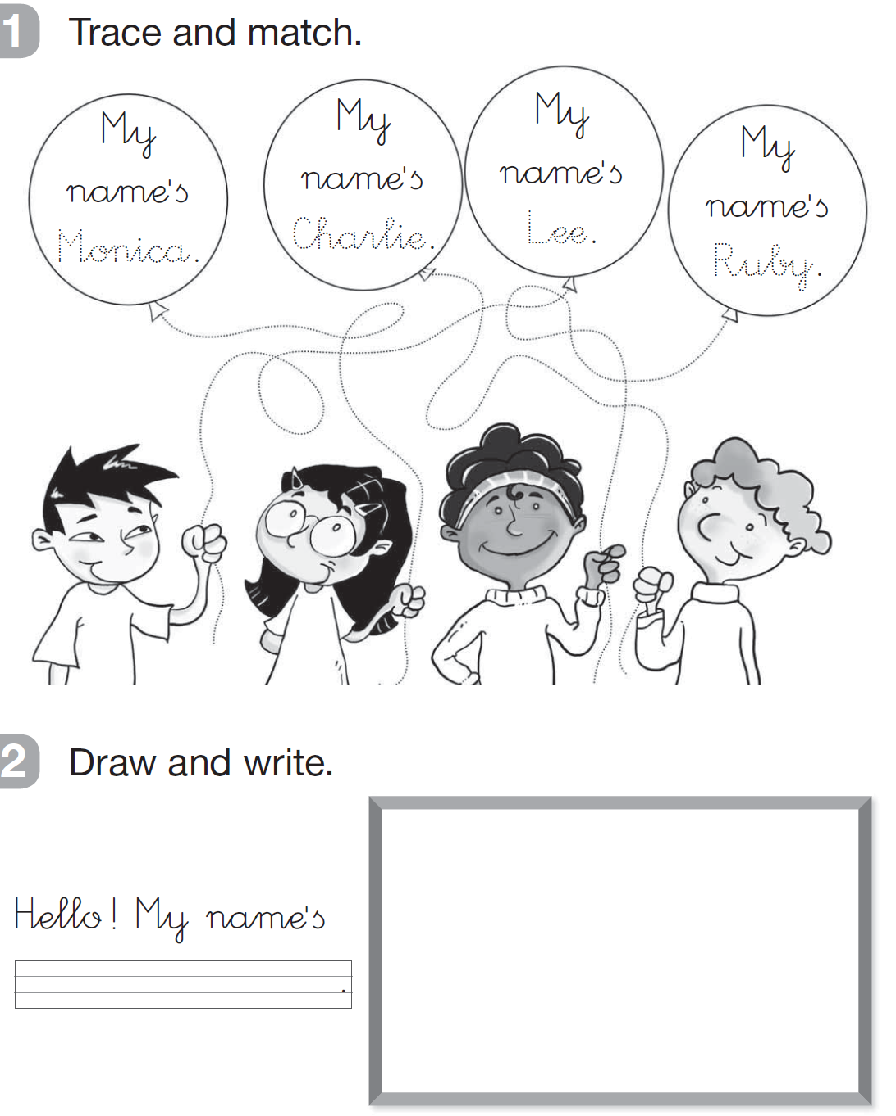 1 Trace and match.
My
name's
Monica.
My
name's
Charlie.
My
name's
Lee.
My
name's
Ruby.
2 Draw and write.
Hello! My name's
.